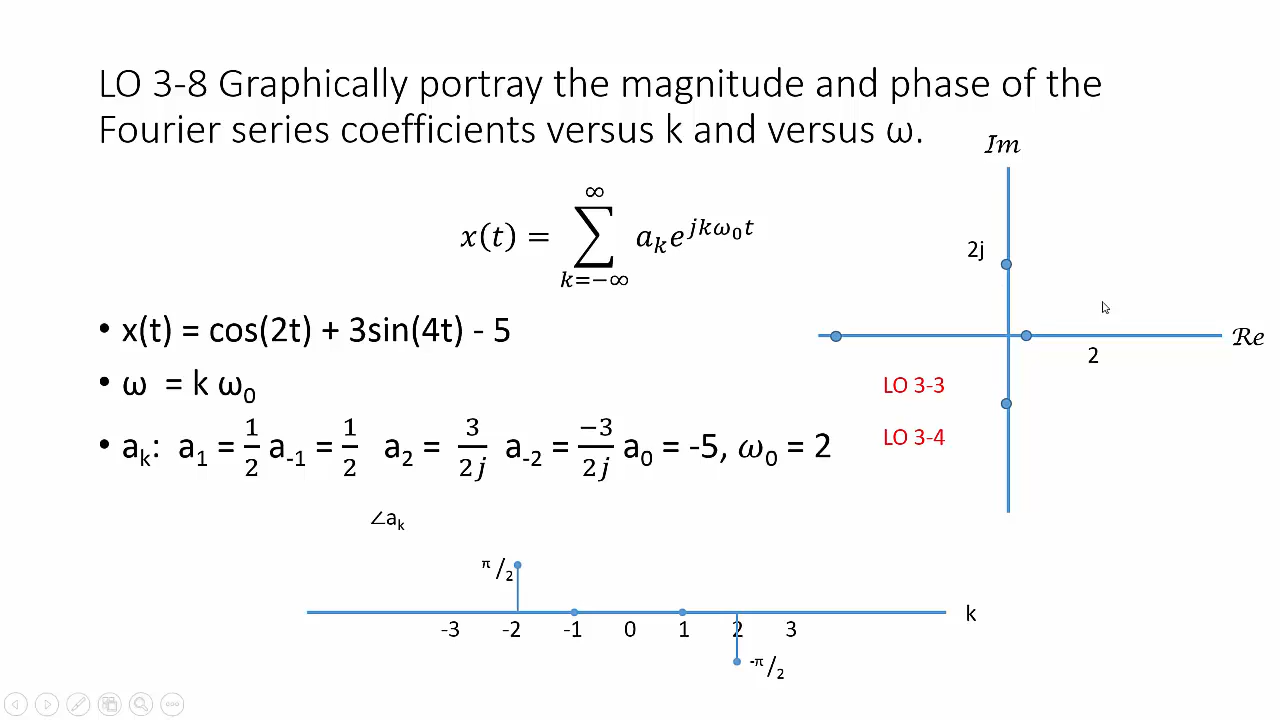 LO 3-8 Graphically portray the magnitude and phase of the
Fourier series coefficients versus k and versus ω.
Im
x(t) = ∑_{k=−∞}^{∞} a_k e^{jkω_0 t}
2j
• x(t) = cos(2t) + 3sin(4t) - 5
Re
2
• ω = k ω₀
LO 3-3
• a_k: a₁ = 1/2 a₋₁ = 1/2 a₂ = 3/2j a₋₂ = −3/2j a₀ = -5, ω₀ = 2
LO 3-4
∠a_k
π/2
k
-3 -2 -1 0 1 2 3
-π/2